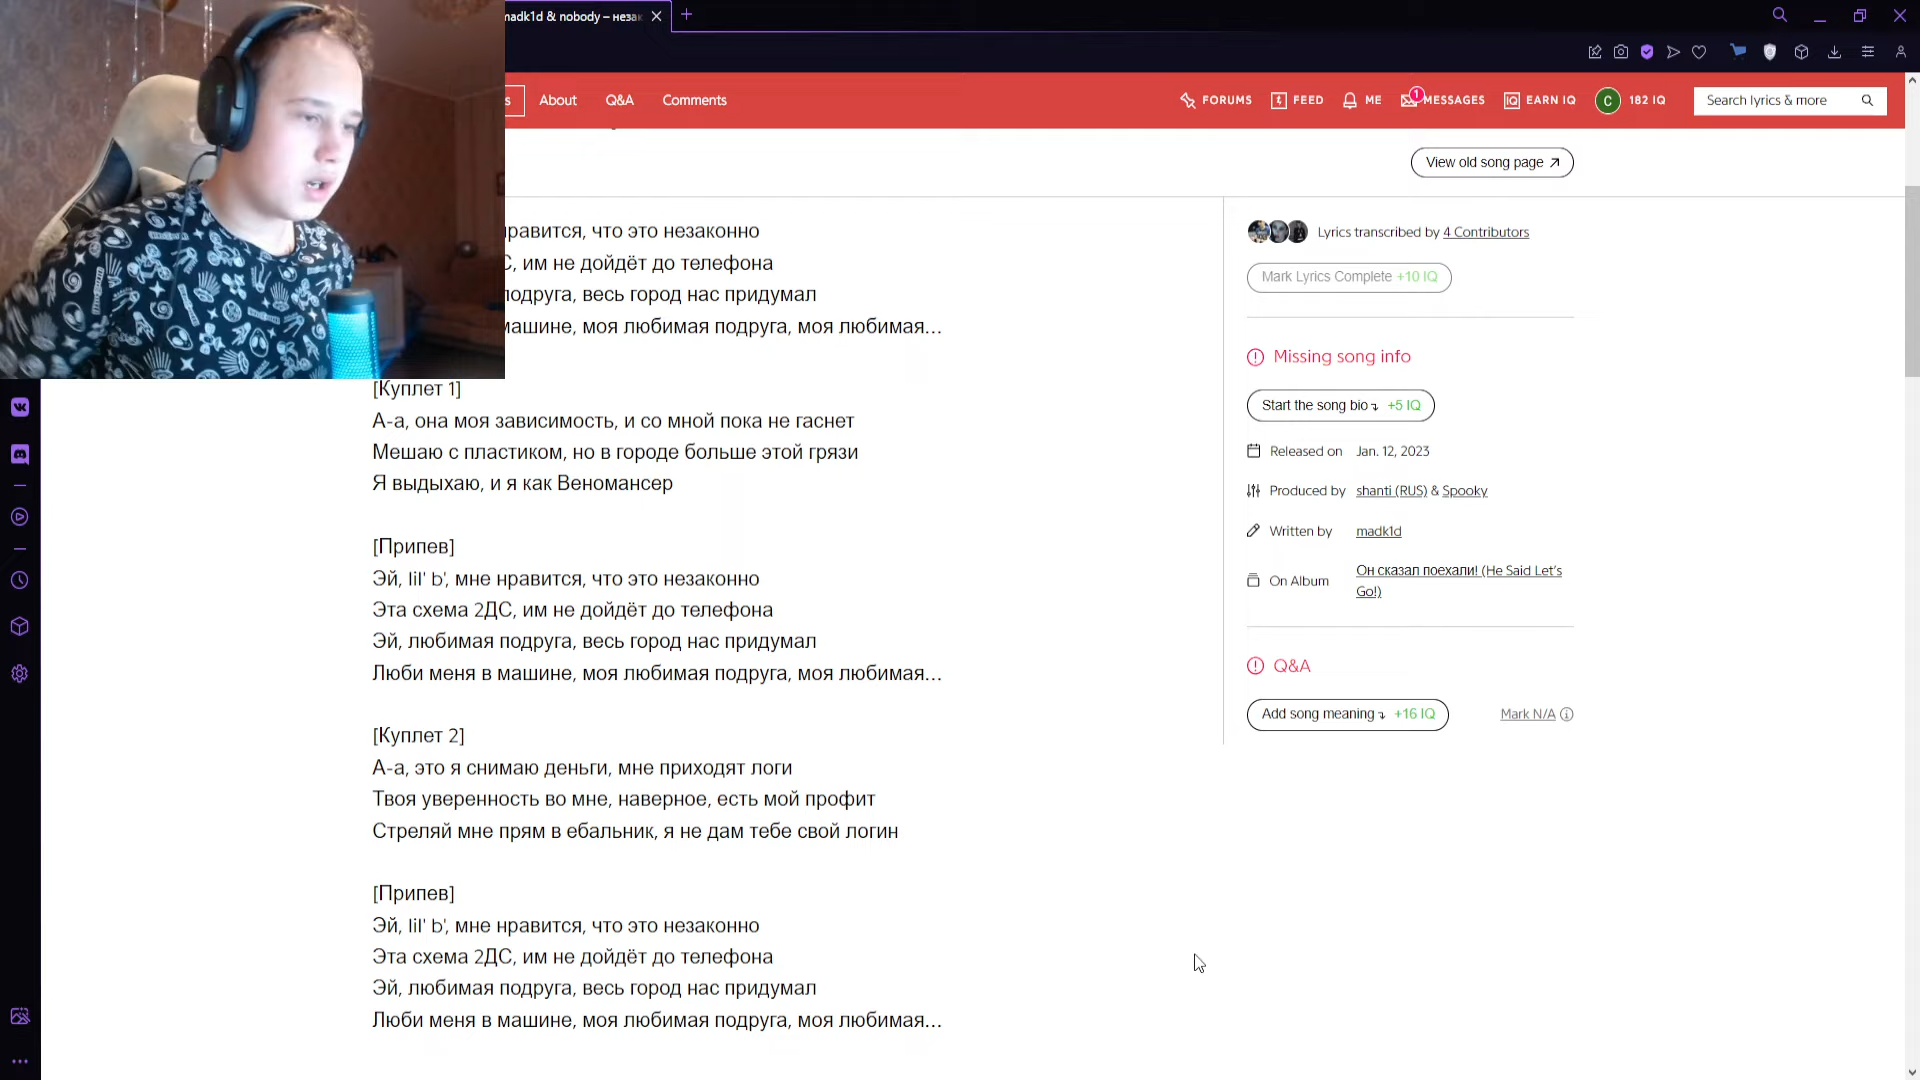 madk1d & nobody – неза
About
Q&A
Comments
FORUMS
FEED
ME
1
MESSAGES
EARN IQ
C
182 IQ
Search lyrics & more
View old song page
нравится, что это незаконно
им не дойдёт до телефона
подруга, весь город нас придумал
машине, моя любимая подруга, моя любимая…
[Куплет 1]
А-а, она моя зависимость, и со мной пока не гаснет
Мешаю с пластиком, но в городе больше этой грязи
Я выдыхаю, и я как Веномансер
[Припев]
Эй, lil' b', мне нравится, что это незаконно
Эта схема 2ДС, им не дойдёт до телефона
Эй, любимая подруга, весь город нас придумал
Люби меня в машине, моя любимая подруга, моя любимая…
[Куплет 2]
А-а, это я снимаю деньги, мне приходят логи
Твоя уверенность во мне, наверное, есть мой профит
Стреляй мне прям в ебальник, я не дам тебе свой логин
[Припев]
Эй, lil' b', мне нравится, что это незаконно
Эта схема 2ДС, им не дойдёт до телефона
Эй, любимая подруга, весь город нас придумал
Люби меня в машине, моя любимая подруга, моя любимая…
Lyrics transcribed by 4 Contributors
Mark Lyrics Complete +10 IQ
Missing song info
Start the song bio +5 IQ
Released on Jan. 12, 2023
Produced by shanti (RUS) & Spooky
Written by madk1d
On Album Он сказал поехали! (He Said Let's
Go!)
Q&A
Add song meaning +16 IQ
Mark N/A